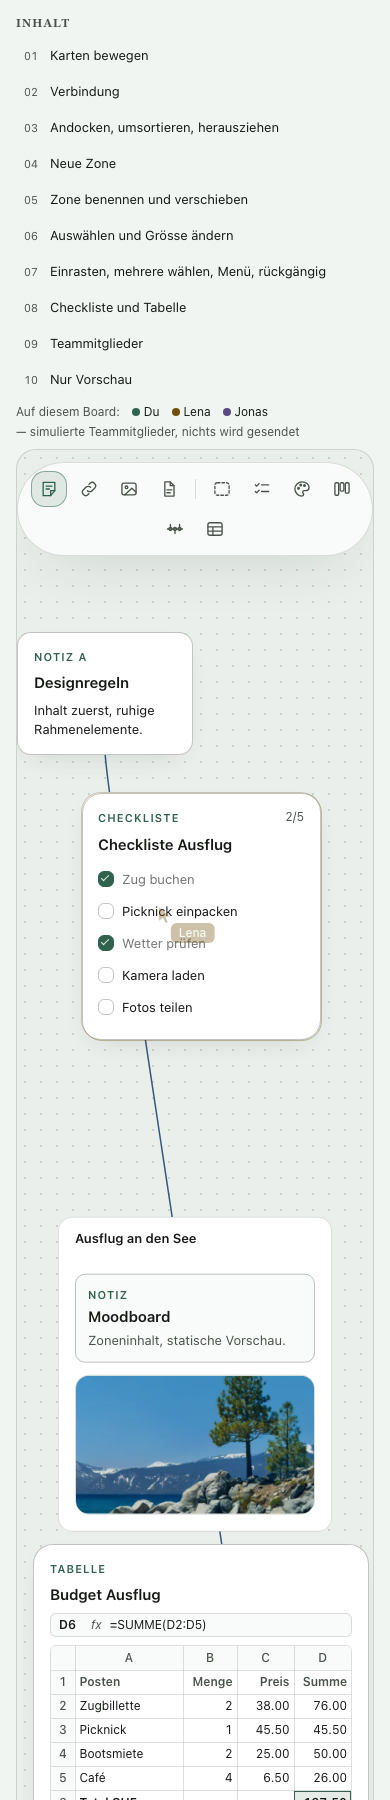 INHALT
01 Karten bewegen
02 Verbindung
03 Andocken, umsortieren, herausziehen
04 Neue Zone
05 Zone benennen und verschieben
06 Auswählen und Grösse ändern
07 Einrasten, mehrere wählen, Menü, rückgängig
08 Checkliste und Tabelle
09 Teammitglieder
10 Nur Vorschau
Auf diesem Board: Du Lena Jonas
— simulierte Teammitglieder, nichts wird gesendet
NOTIZ A
Designregeln
Inhalt zuerst, ruhige
Rahmenelemente.
CHECKLISTE 2/5
Checkliste Ausflug
Zug buchen
Picknick einpacken
Lena
Wetter prüfen
Kamera laden
Fotos teilen
Ausflug an den See
NOTIZ
Moodboard
Zoneninhalt, statische Vorschau.
TABELLE
Budget Ausflug
D6 fx =SUMME(D2:D5)
A B C D
1 Posten Menge Preis Summe
2 Zugbillette 2 38.00 76.00
3 Picknick 1 45.50 45.50
4 Bootsmiete 2 25.00 50.00
5 Café 4 6.50 26.00